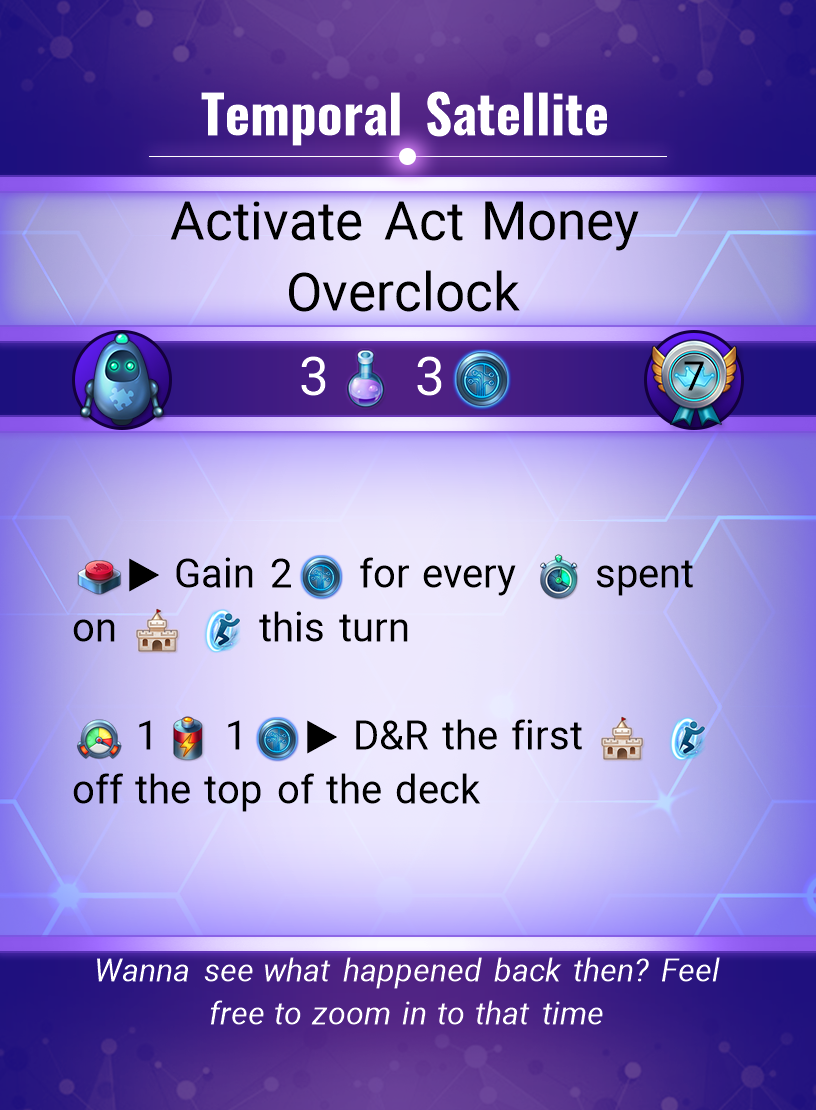 Temporal Satellite
Activate Act Money
Overclock
3 3
7
▶ Gain 2 for every spent
on this turn
1 1 ▶ D&R the first
off the top of the deck
Wanna see what happened back then? Feel
free to zoom in to that time